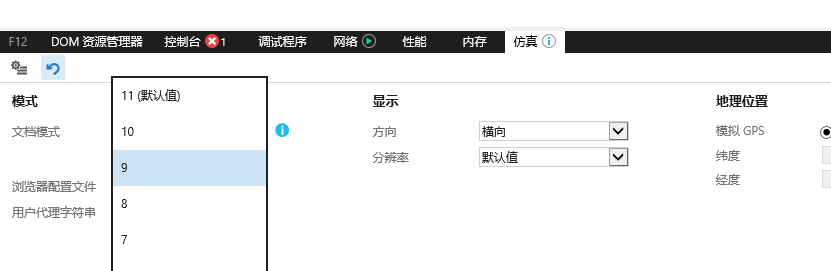 F12 DOM 资源管理器 控制台 1 调试程序 网络 性能 内存 仿真
模式 显示 地理位置
11 (默认值)
文档模式 10 方向 横向 模拟 GPS
9 分辨率 默认值 纬度
浏览器配置文件 经度
8
用户代理字符串
7